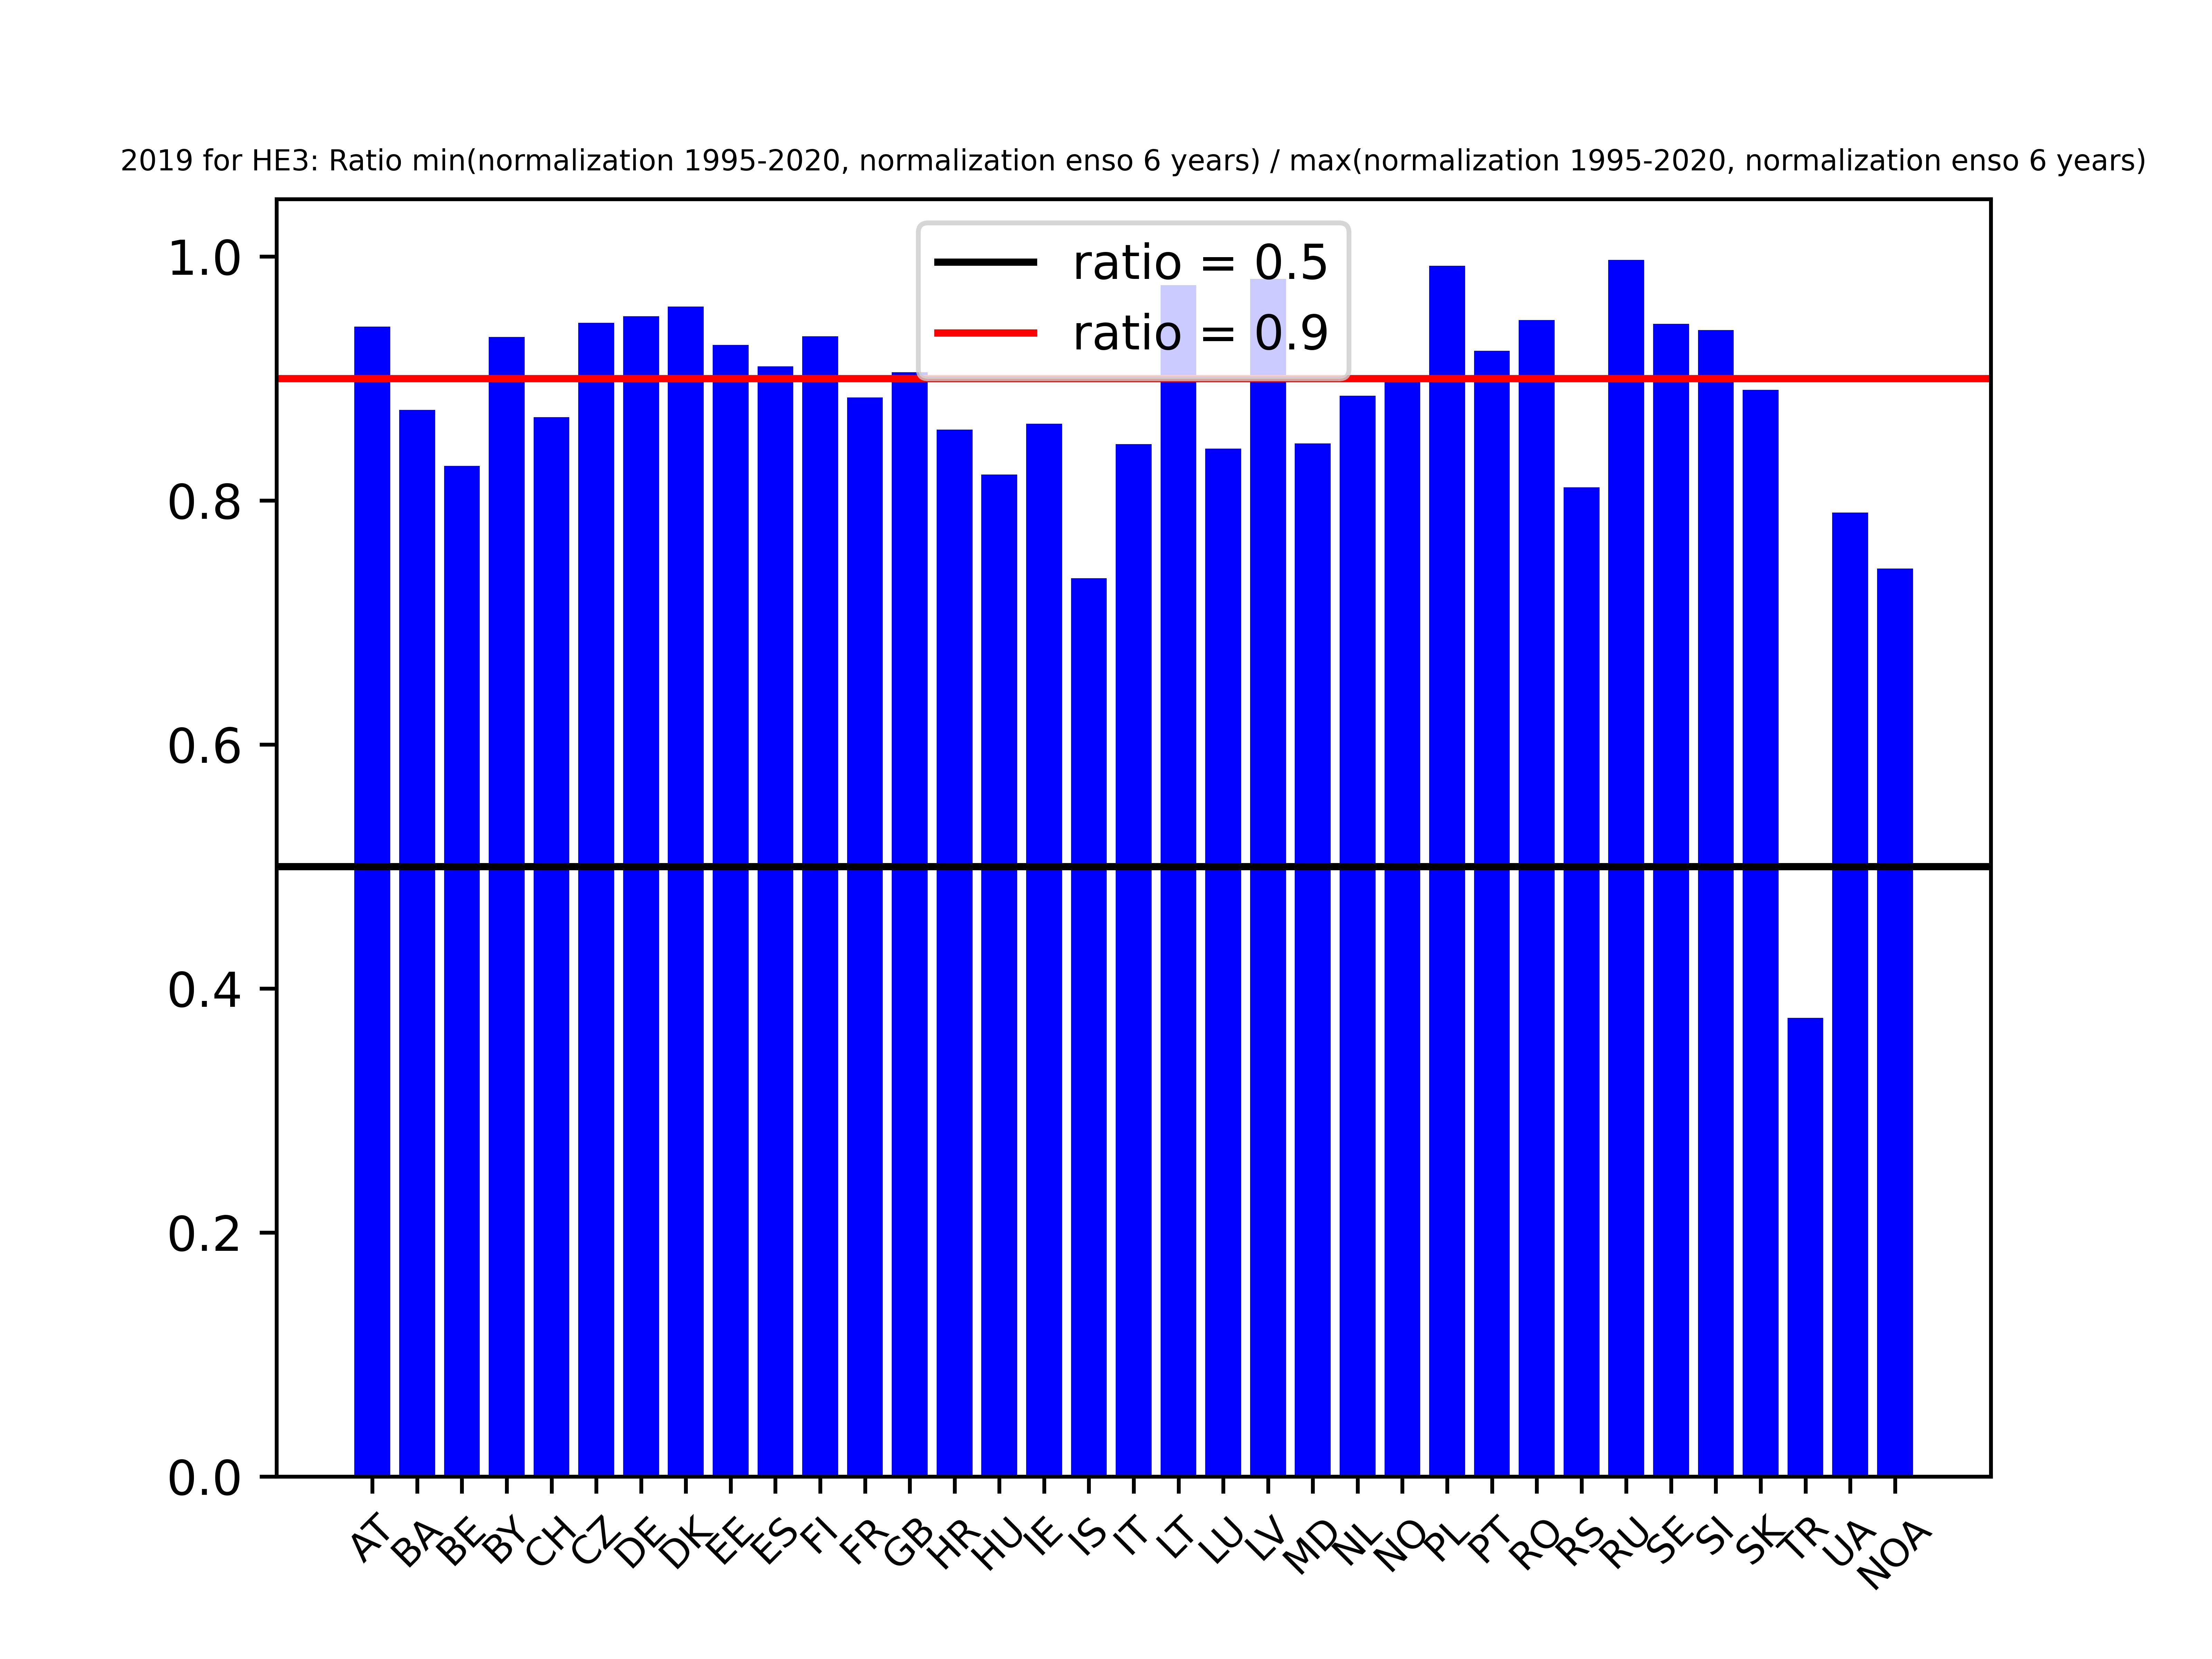 2019 for HE3: Ratio min(normalization 1995-2020, normalization enso 6 years) / max(normalization 1995-2020, normalization enso 6 years)
ratio = 0.5
ratio = 0.9
1.0
0.8
0.6
0.4
0.2
0.0
AT BA BE BY CH CZ DE DK EE ES FI FR GB HR HU IE IS IT LT LU LV MD NL NO PL PT RO RS RU SE SI SK TR UA NOA